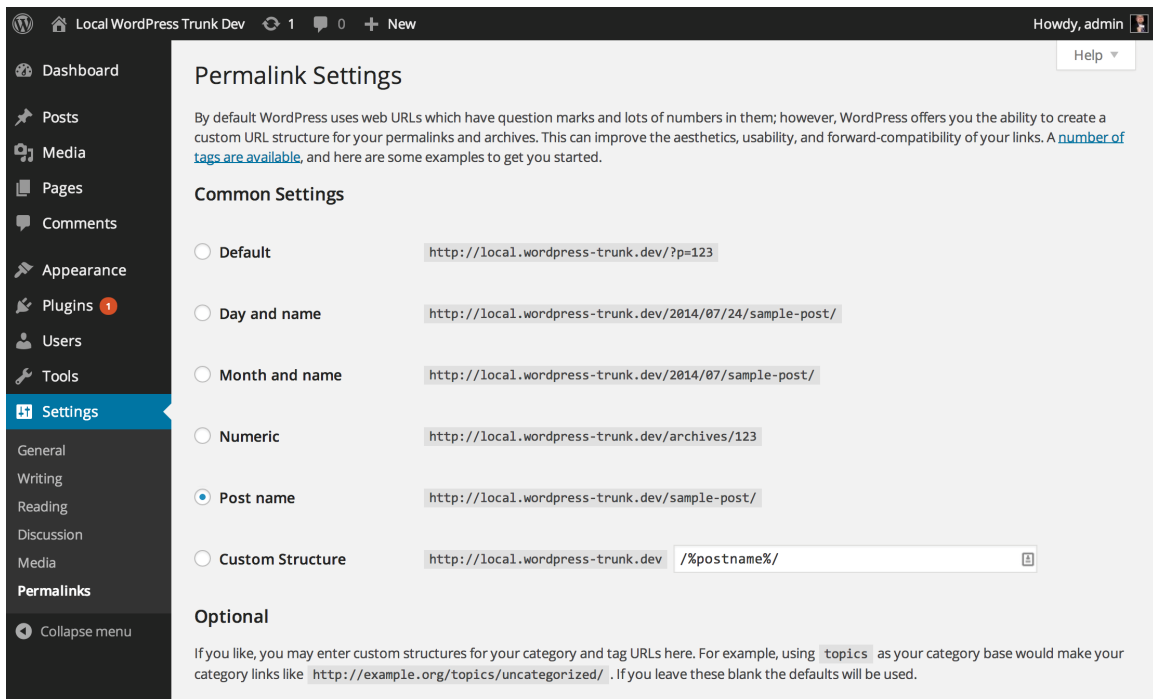 Local WordPress Trunk Dev 1 0 + New Howdy, admin
Help
Dashboard
Posts
Media
Pages
Comments
Appearance
Plugins 1
Users
Tools
Settings
General
Writing
Reading
Discussion
Media
Permalinks
Collapse menu
Permalink Settings
By default WordPress uses web URLs which have question marks and lots of numbers in them; however, WordPress offers you the ability to create a
custom URL structure for your permalinks and archives. This can improve the aesthetics, usability, and forward-compatibility of your links. A number of
tags are available, and here are some examples to get you started.
Common Settings
Default http://local.wordpress-trunk.dev/?p=123
Day and name http://local.wordpress-trunk.dev/2014/07/24/sample-post/
Month and name http://local.wordpress-trunk.dev/2014/07/sample-post/
Numeric http://local.wordpress-trunk.dev/archives/123
Post name http://local.wordpress-trunk.dev/sample-post/
Custom Structure http://local.wordpress-trunk.dev /%postname%/
Optional
If you like, you may enter custom structures for your category and tag URLs here. For example, using topics as your category base would make your
category links like http://example.org/topics/uncategorized/ . If you leave these blank the defaults will be used.